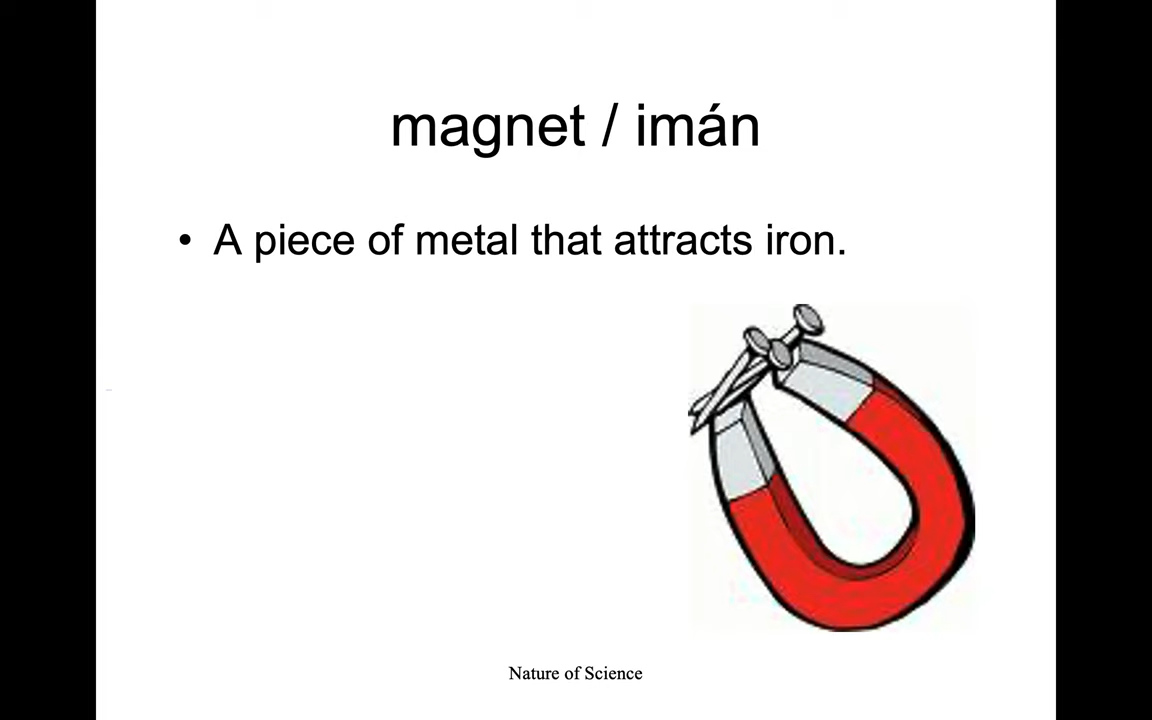 magnet / imán
• A piece of metal that attracts iron.
Nature of Science